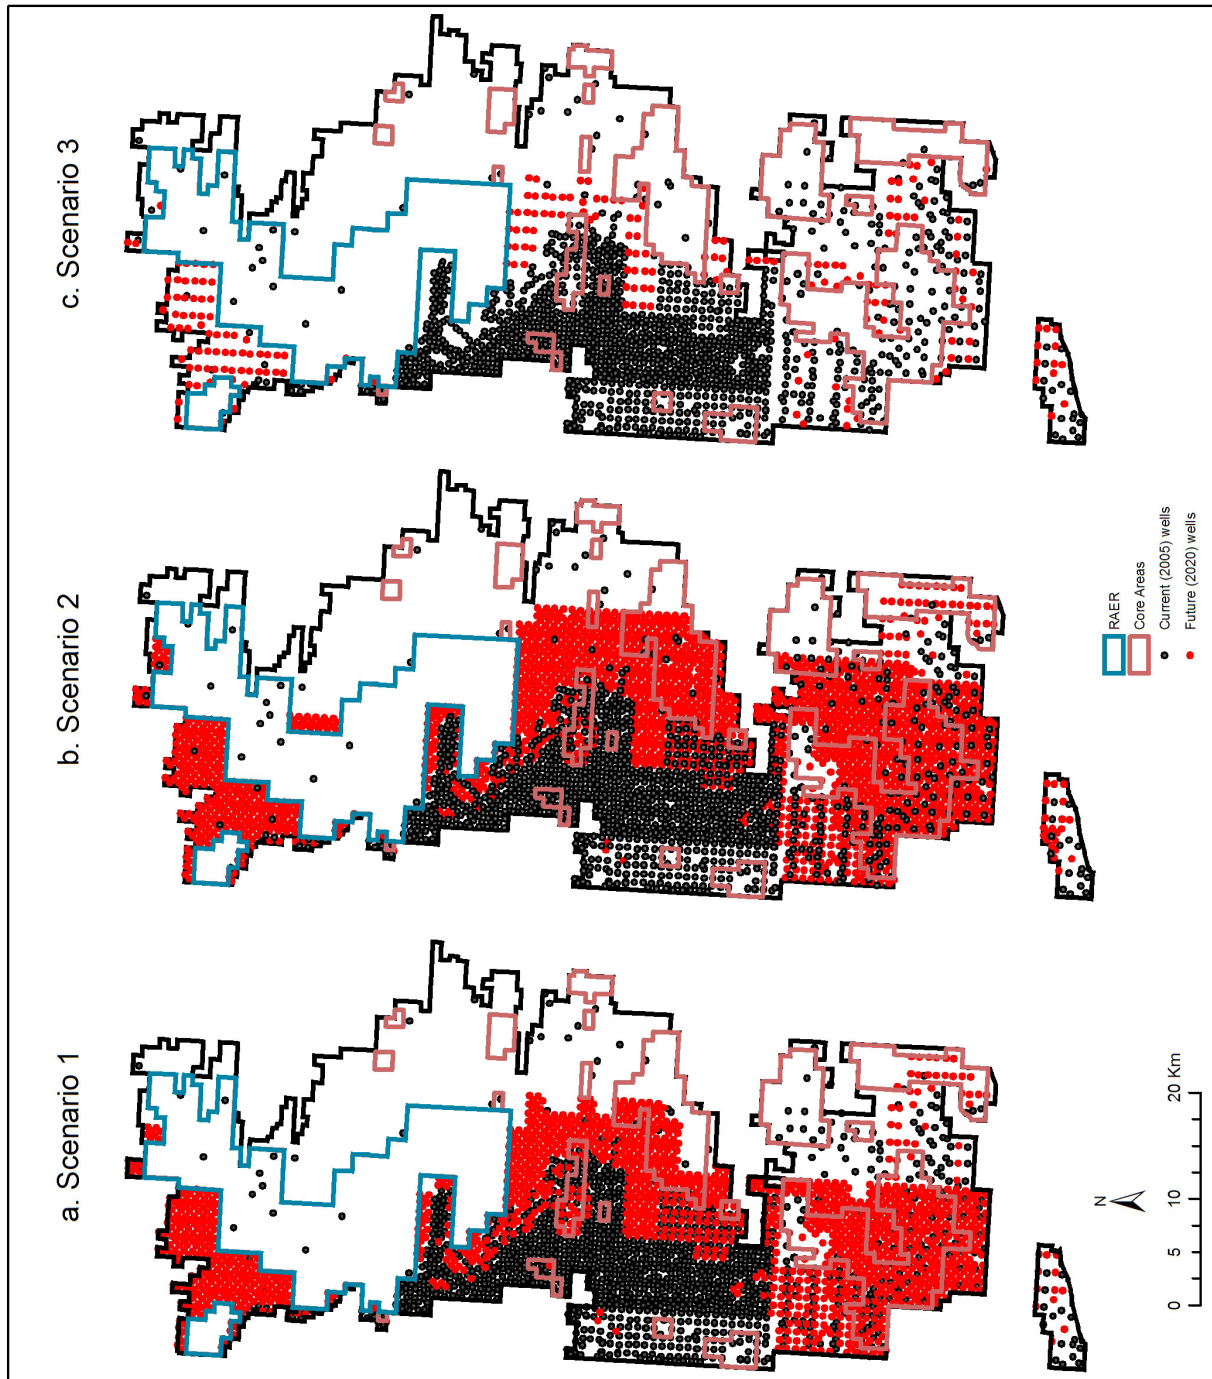 c. Scenario 3
b. Scenario 2
a. Scenario 1
RAER
Core Areas
Current (2005) wells
Future (2020) wells
N
0 5 10 20 Km